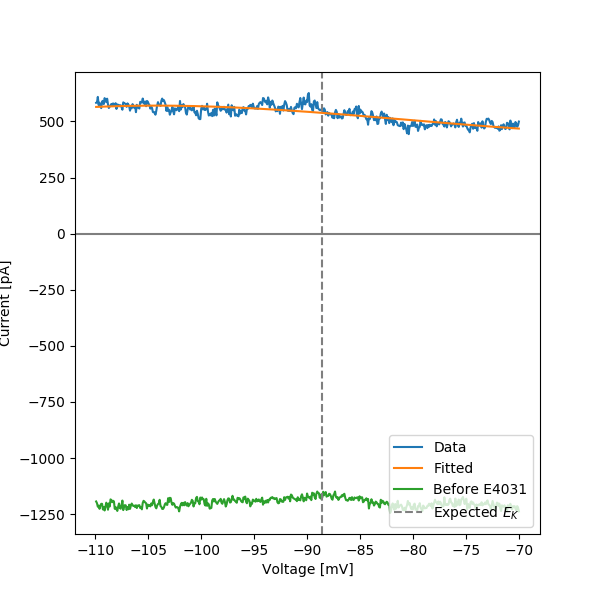 500
250
0
−250
−500
−750
−1000
−1250
Current [pA]
−110 −105 −100 −95 −90 −85 −80 −75 −70
Voltage [mV]
Data
Fitted
Before E4031
Expected E_K